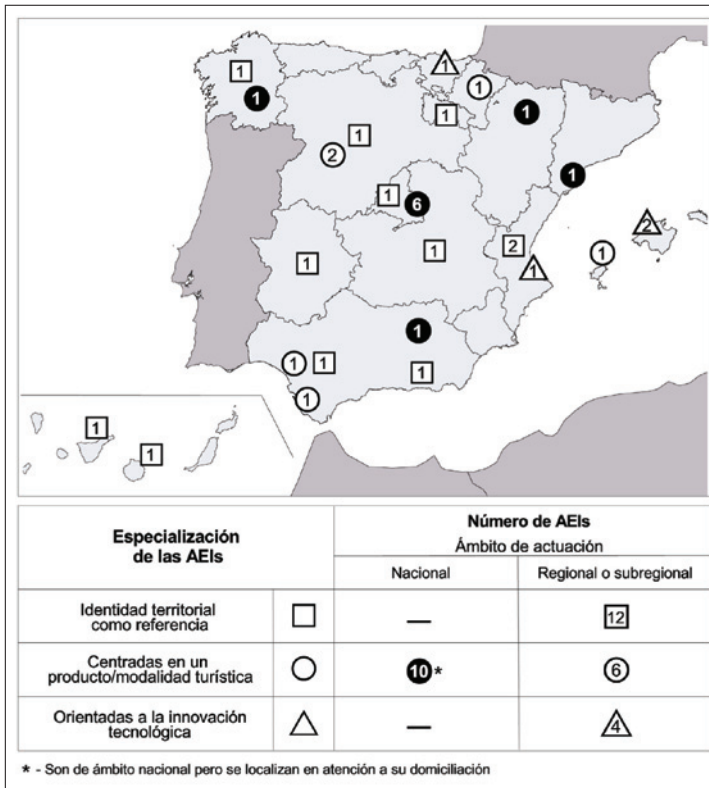 1
1
1
1
1
1
1
1
2
1
6
2
1
1
2
1
1
1
1
1
1
1
1
1
Especialización
de las AEIs
Número de AEIs
Ámbito de actuación
Nacional
Regional o subregional
Identidad territorial
como referencia
—
12
Centradas en un
producto/modalidad turística
10 *
6
Orientadas a la innovación
tecnológica
—
4
* - Son de ámbito nacional pero se localizan en atención a su domiciliación